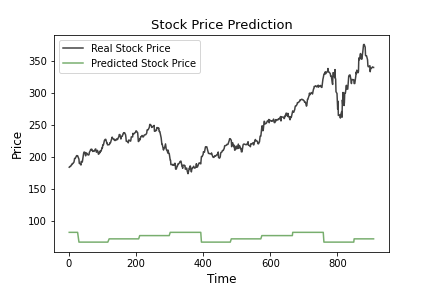 Stock Price Prediction
Real Stock Price
Predicted Stock Price
Price
350
300
250
200
150
100
0 200 400 600 800
Time